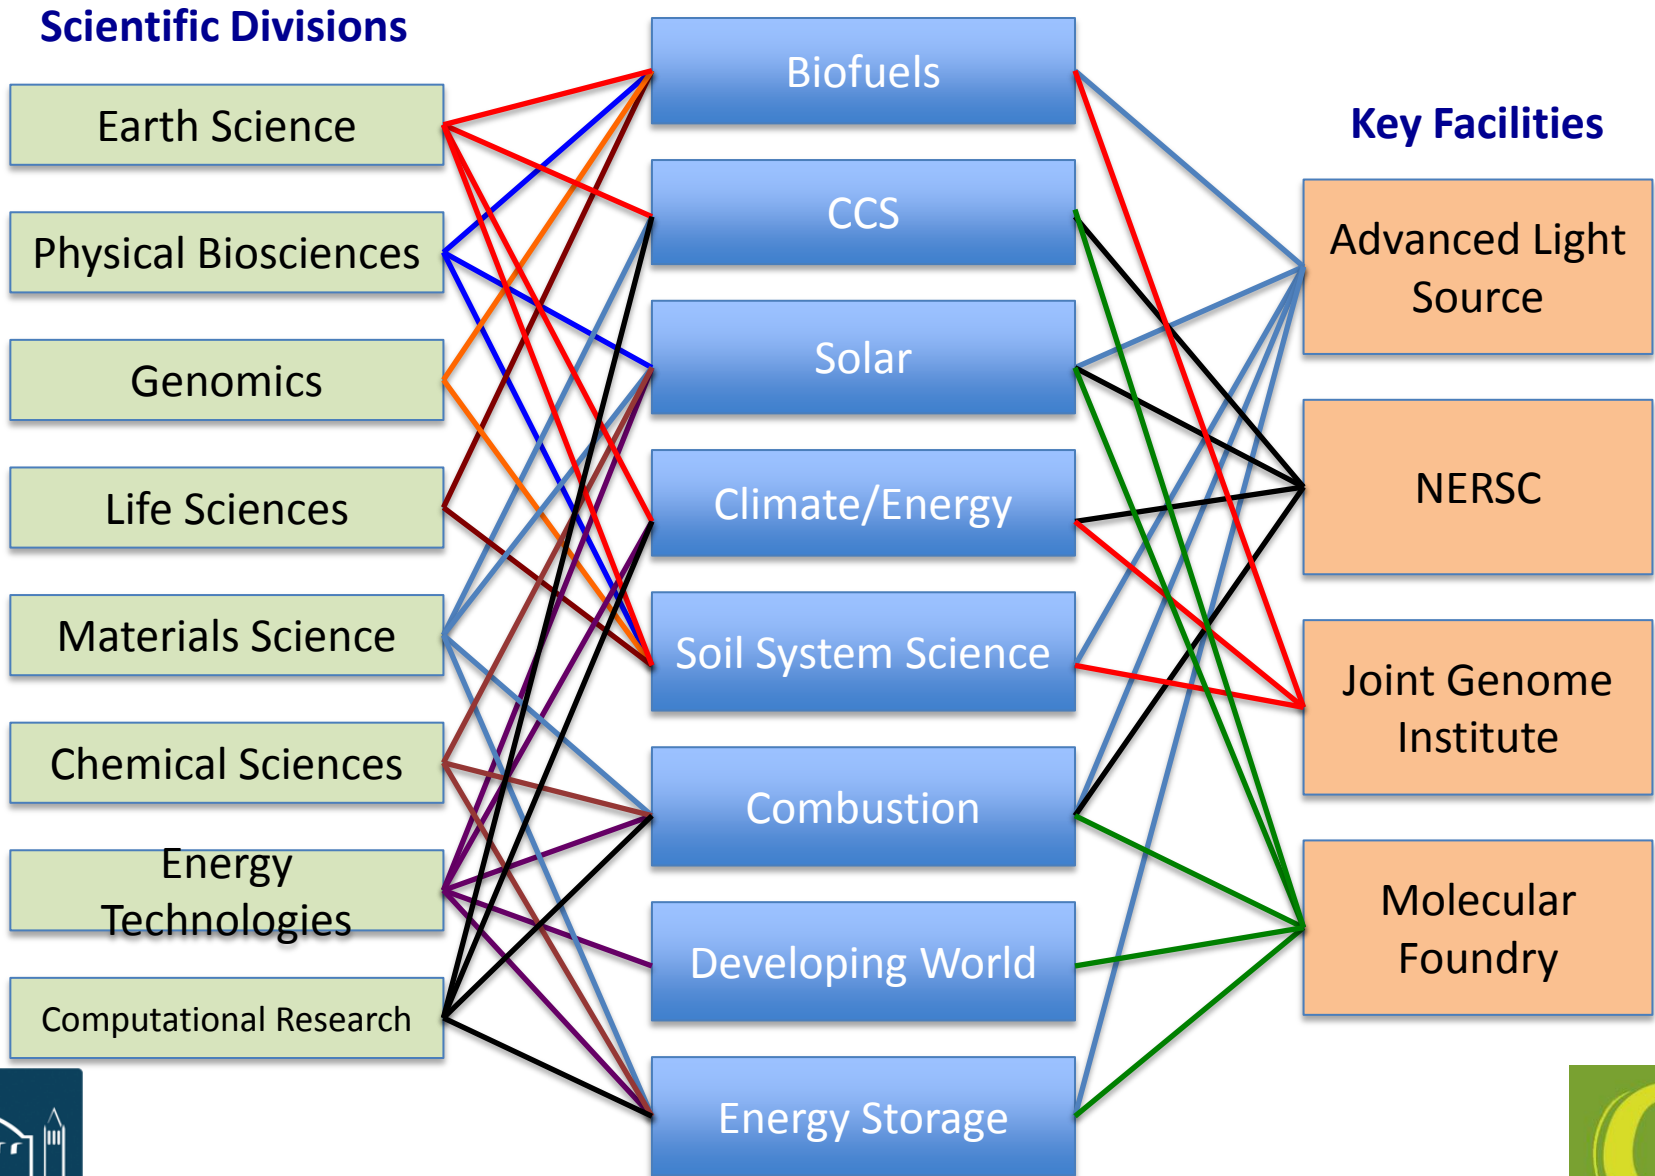 Scientific Divisions
Earth Science
Physical Biosciences
Genomics
Life Sciences
Materials Science
Chemical Sciences
Energy
Technologies
Computational Research
Biofuels
CCS
Solar
Climate/Energy
Soil System Science
Combustion
Developing World
Energy Storage
Key Facilities
Advanced Light
Source
NERSC
Joint Genome
Institute
Molecular
Foundry